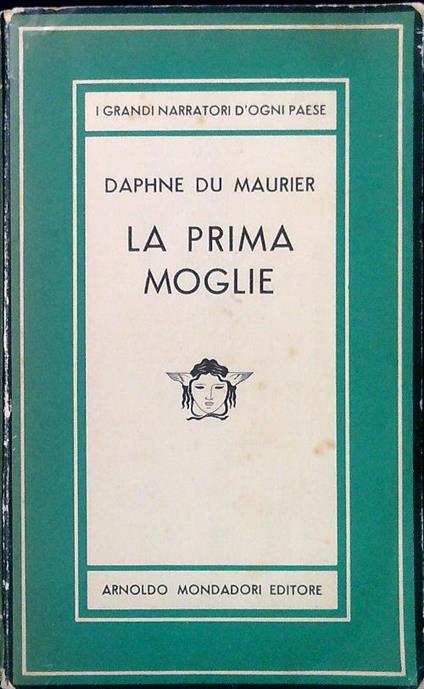 I GRANDI NARRATORI D'OGNI PAESE
DAPHNE DU MAURIER
LA PRIMA
MOGLIE
ARNOLDO MONDADORI EDITORE